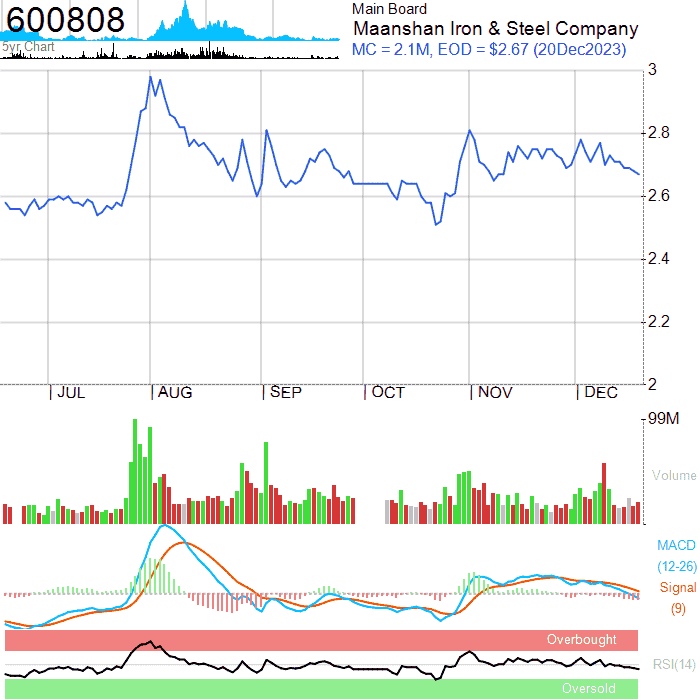 600808
5yr Chart
Main Board
Maanshan Iron & Steel Company
MC = 2.1M, EOD = $2.67 (20Dec2023)
3
2.8
2.6
2.4
2.2
2
JUL AUG SEP OCT NOV DEC
99M
Volume
MACD
(12-26)
Signal
(9)
Overbought
RSI(14)
Oversold